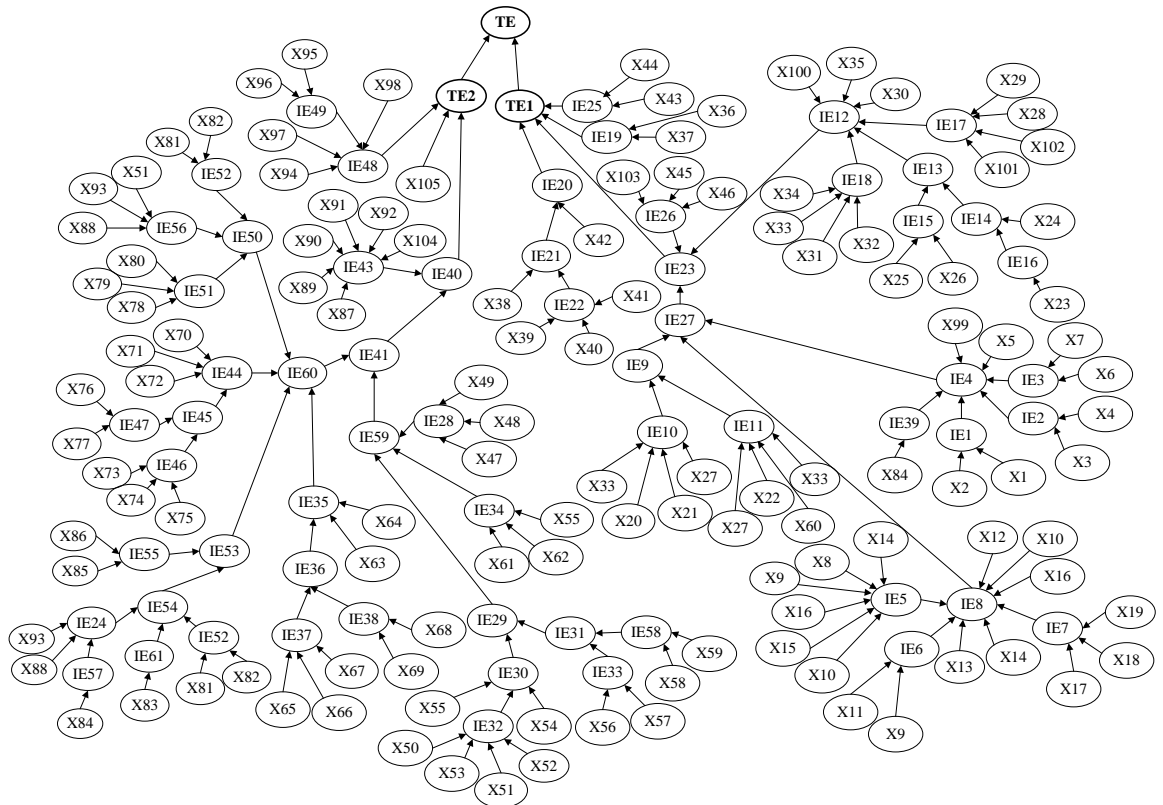 TE
X95
X96
X98
IE49
TE2
TE1
X44
IE25
X43
X36
IE19
X37
X100
X35
X30
IE12
X29
X28
IE17
X102
X101
X82
X81
IE52
X97
X94
IE48
X105
X51
X93
X88
IE56
IE50
X91
X92
X90
X104
IE43
X89
X87
IE40
IE20
X42
X103
X45
X46
IE26
X34
IE18
X33
X31
X32
IE13
IE15
IE14
X24
IE16
X25
X26
X23
X80
X79
IE51
X78
IE21
X38
IE22
X41
X39
X40
IE23
IE27
X70
X71
X72
IE44
IE60
IE41
IE9
X99
X5
X7
IE4
IE3
X6
X76
IE47
IE45
X77
X49
IE28
X48
X47
IE59
IE39
IE1
IE2
X4
X84
X2
X1
X3
X73
IE46
X74
X75
IE10
IE11
X33
X27
X20
X21
X27
X22
X33
X60
IE35
X64
X63
IE34
X55
X61
X62
X86
IE55
IE53
X85
IE36
X14
X8
X9
X16
IE5
X15
X10
X12
X10
X16
IE8
X19
IE7
X18
X17
IE6
X13
X14
X11
X9
IE24
IE54
X93
X88
IE57
IE61
IE52
X84
X83
X81
X82
IE37
IE38
X68
X67
X69
X65
X66
IE29
IE31
IE58
X59
X58
IE30
IE33
X55
X54
X56
X57
IE32
X50
X53
X51
X52